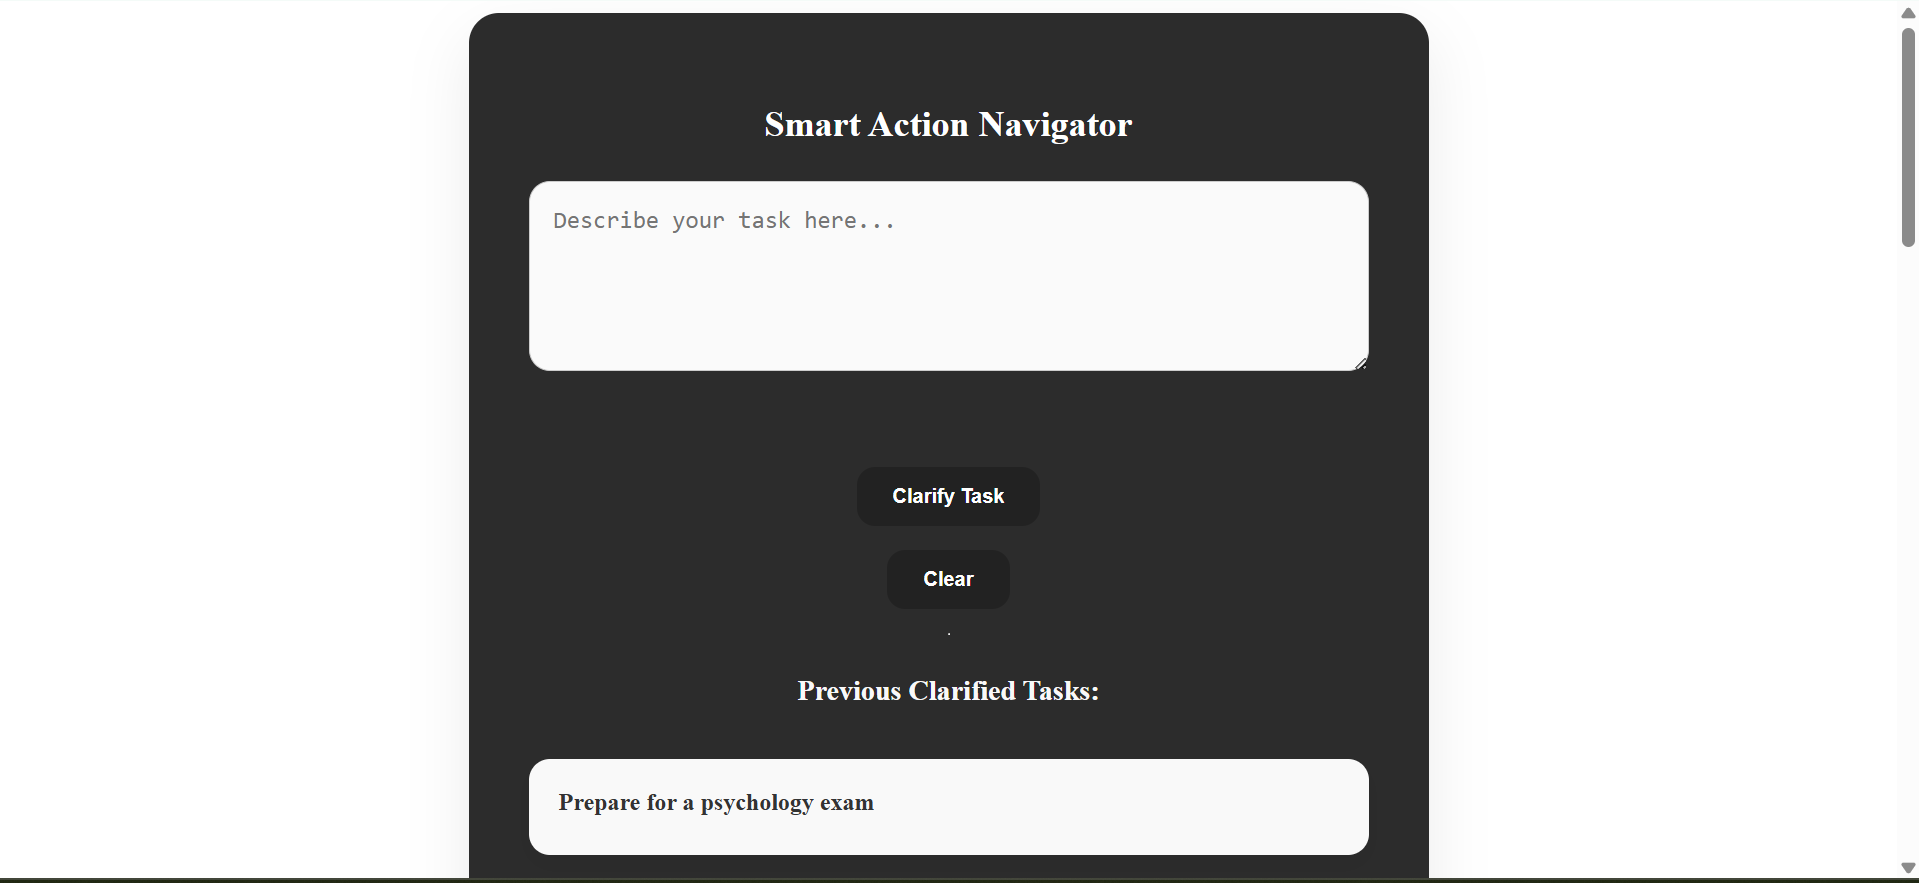 Smart Action Navigator
Describe your task here...
Clarify Task
Clear
.
Previous Clarified Tasks:
Prepare for a psychology exam